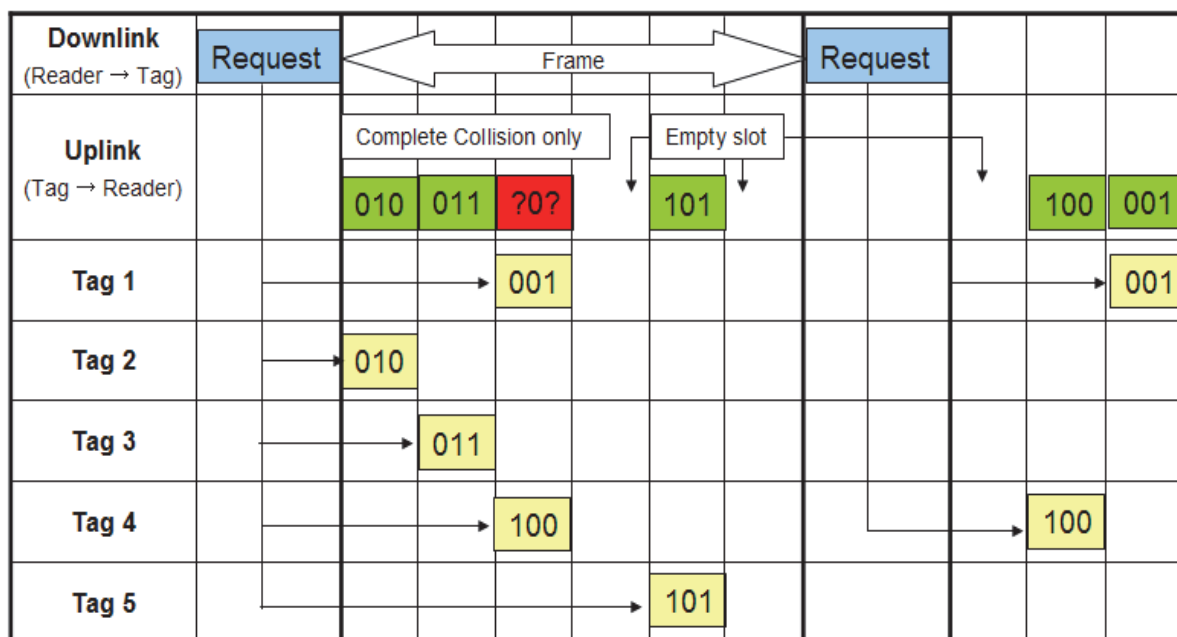 Downlink
(Reader → Tag)
Request
Frame
Request
Uplink
(Tag → Reader)
Complete Collision only
Empty slot
010
011
?0?
101
100
001
Tag 1
001
001
Tag 2
010
Tag 3
011
Tag 4
100
100
Tag 5
101